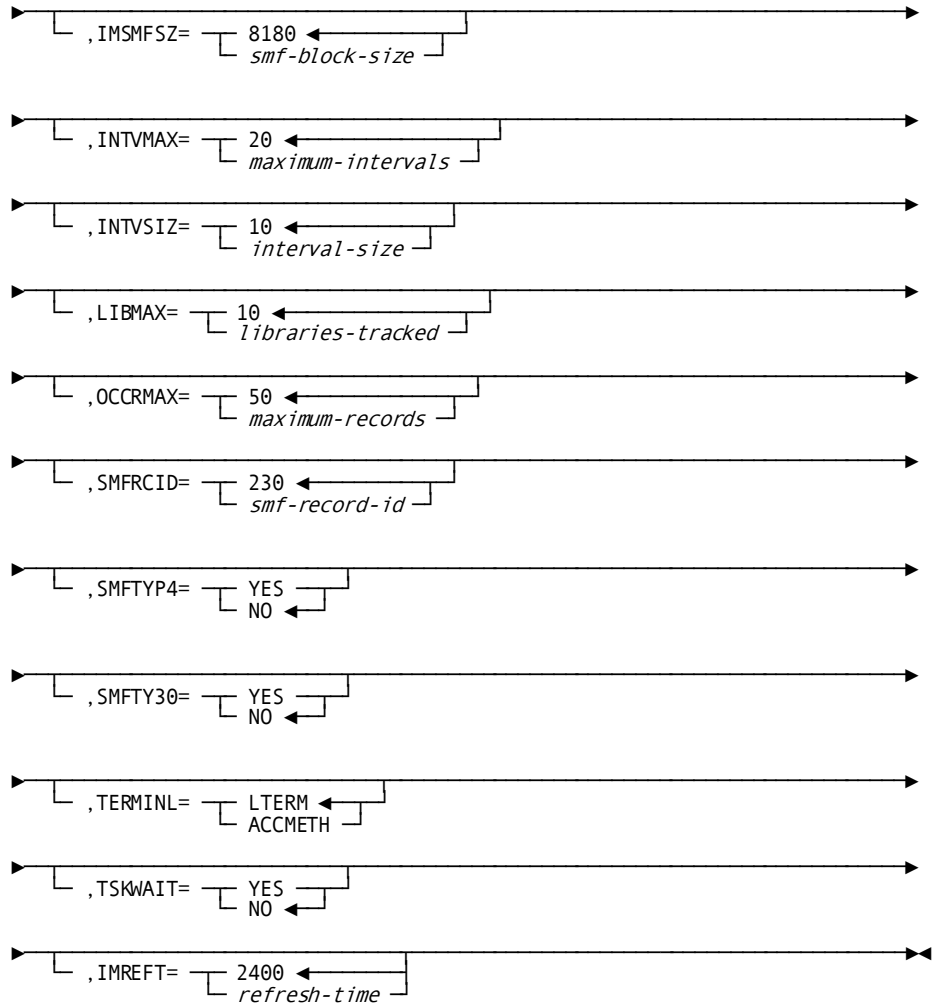 ,IMSMFSZ= 8180
smf-block-size
,INTVMAX= 20
maximum-intervals
,INTVSIZ= 10
interval-size
,LIBMAX= 10
libraries-tracked
,OCCRMAX= 50
maximum-records
,SMFRCID= 230
smf-record-id
,SMFTYP4= YES
NO
,SMFTY30= YES
NO
,TERMINL= LTERM
ACCMETH
,TSKWAIT= YES
NO
,IMREFT= 2400
refresh-time